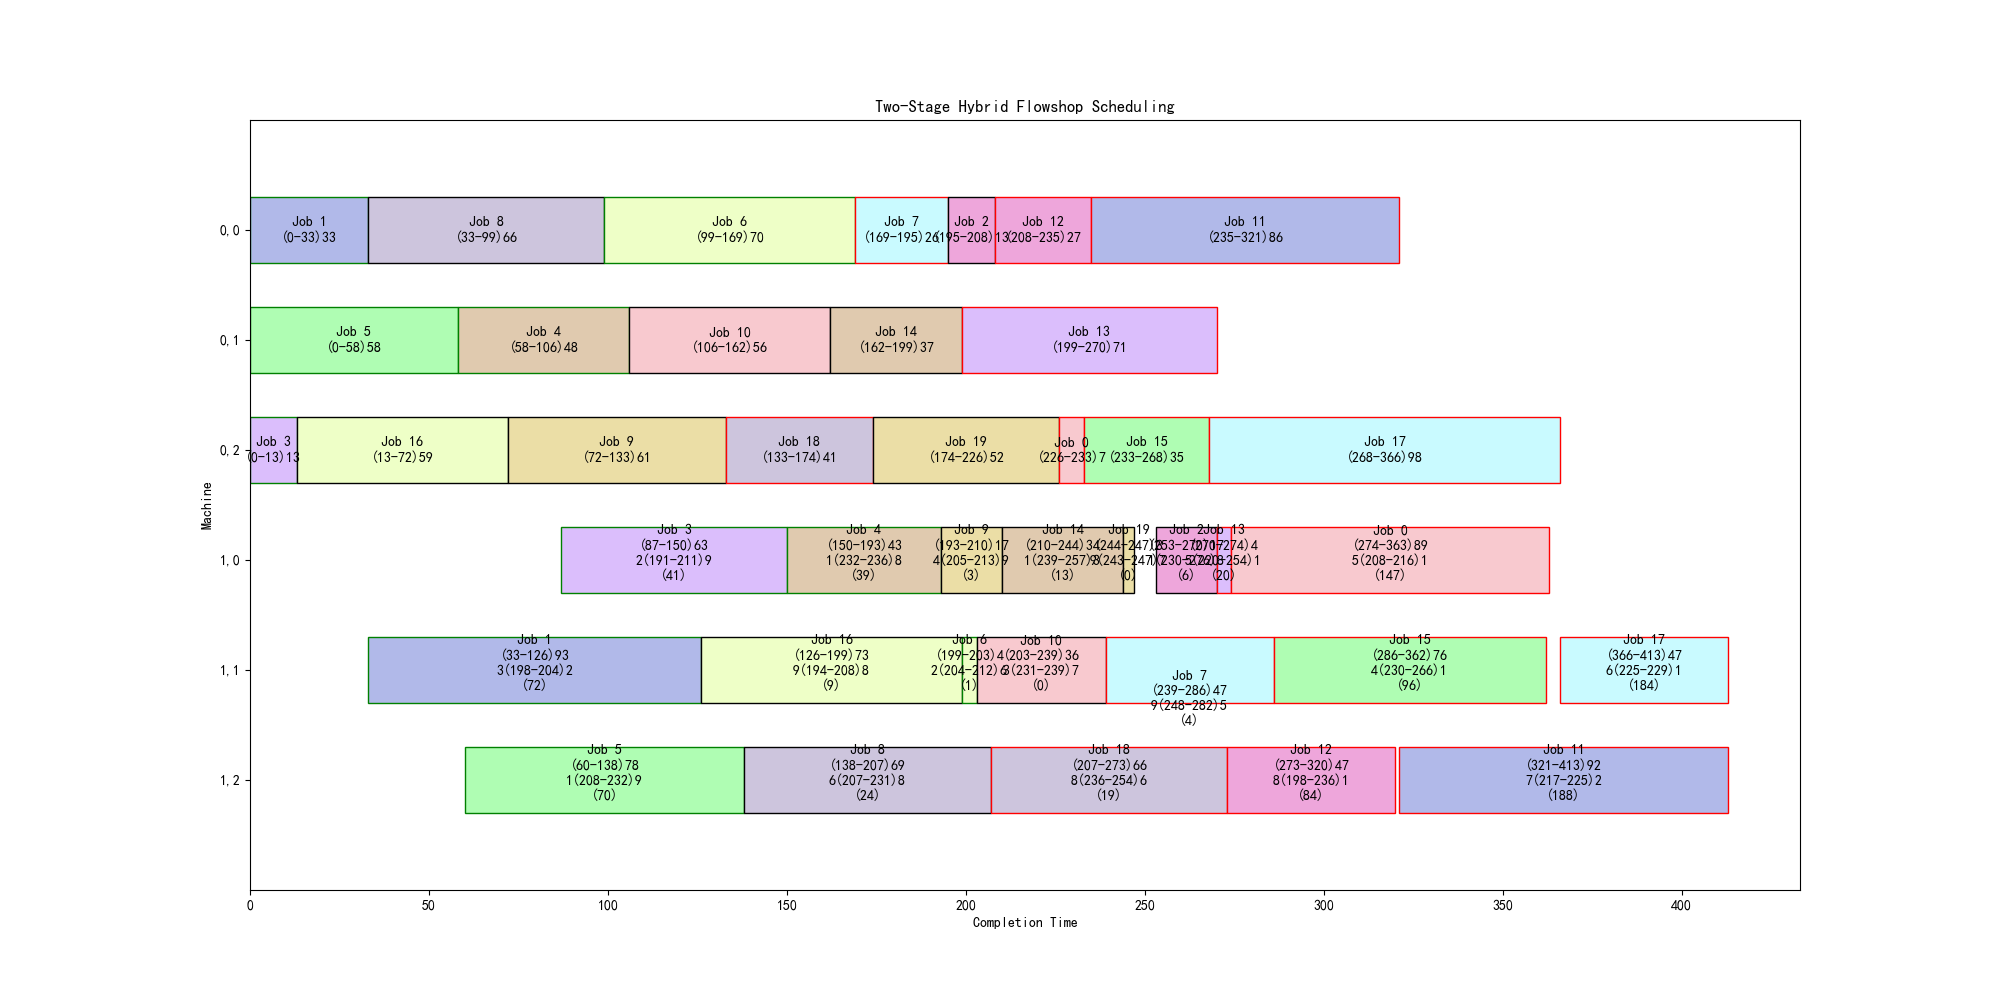 Two-Stage Hybrid Flowshop Scheduling
Machine
0,0
Job 1
(0-33)33
Job 8
(33-99)66
Job 6
(99-169)70
Job 7
(169-195)26
Job 2
(195-208)13
Job 12
(208-235)27
Job 11
(235-321)86
0,1
Job 5
(0-58)58
Job 4
(58-106)48
Job 10
(106-162)56
Job 14
(162-199)37
Job 13
(199-270)71
0,2
Job 3
(0-13)13
Job 16
(13-72)59
Job 9
(72-133)61
Job 18
(133-174)41
Job 19
(174-226)52
Job 0
(226-233)7
Job 15
(233-268)35
Job 17
(268-366)98
1,0
Job 3
(87-150)63
2(191-211)9
(41)
Job 4
(150-193)43
1(232-236)8
(39)
Job 9
(193-210)17
4(205-213)9
(3)
Job 14
(210-244)34
(13)
Job 19
(244-247)3
(0)
Job 2
(253-270)17
(6)
Job 13
(270-274)4
(20)
Job 0
(274-363)89
5(208-216)1
(147)
1,1
Job 1
(33-126)93
3(198-204)2
(72)
Job 16
(126-199)73
9(194-208)8
(9)
Job 6
(199-203)4
2(204-212)6
(1)
Job 10
(203-239)36
3(231-239)7
(0)
Job 7
(239-286)47
9(248-282)5
(4)
Job 15
(286-362)76
4(230-266)1
(96)
Job 17
(366-413)47
6(225-229)1
(184)
1,2
Job 5
(60-138)78
1(208-232)9
(70)
Job 8
(138-207)69
6(207-231)8
(24)
Job 18
(207-273)66
8(236-254)6
(19)
Job 12
(273-320)47
8(198-236)1
(84)
Job 11
(321-413)92
7(217-225)2
(188)
0
50
100
150
200
250
300
350
400
Completion Time